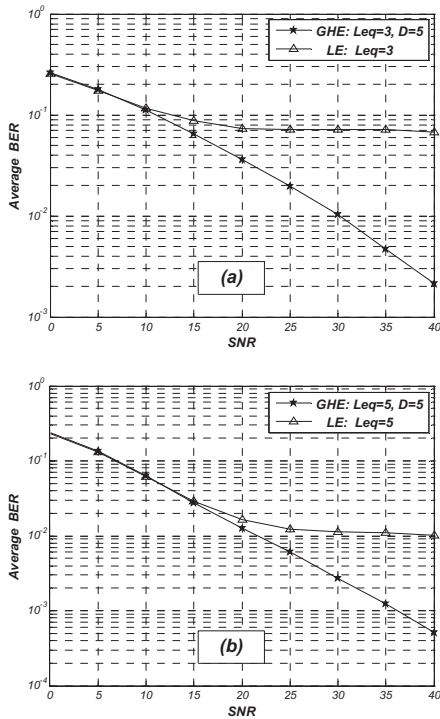 10^0
10^-1
10^-2
10^-3
Average BER
GHE: Leq=3, D=5
LE: Leq=3
(a)
0 5 10 15 20 25 30 35 40
SNR
10^0
10^-1
10^-2
10^-3
10^-4
Average BER
GHE: Leq=5, D=5
LE: Leq=5
(b)
0 5 10 15 20 25 30 35 40
SNR